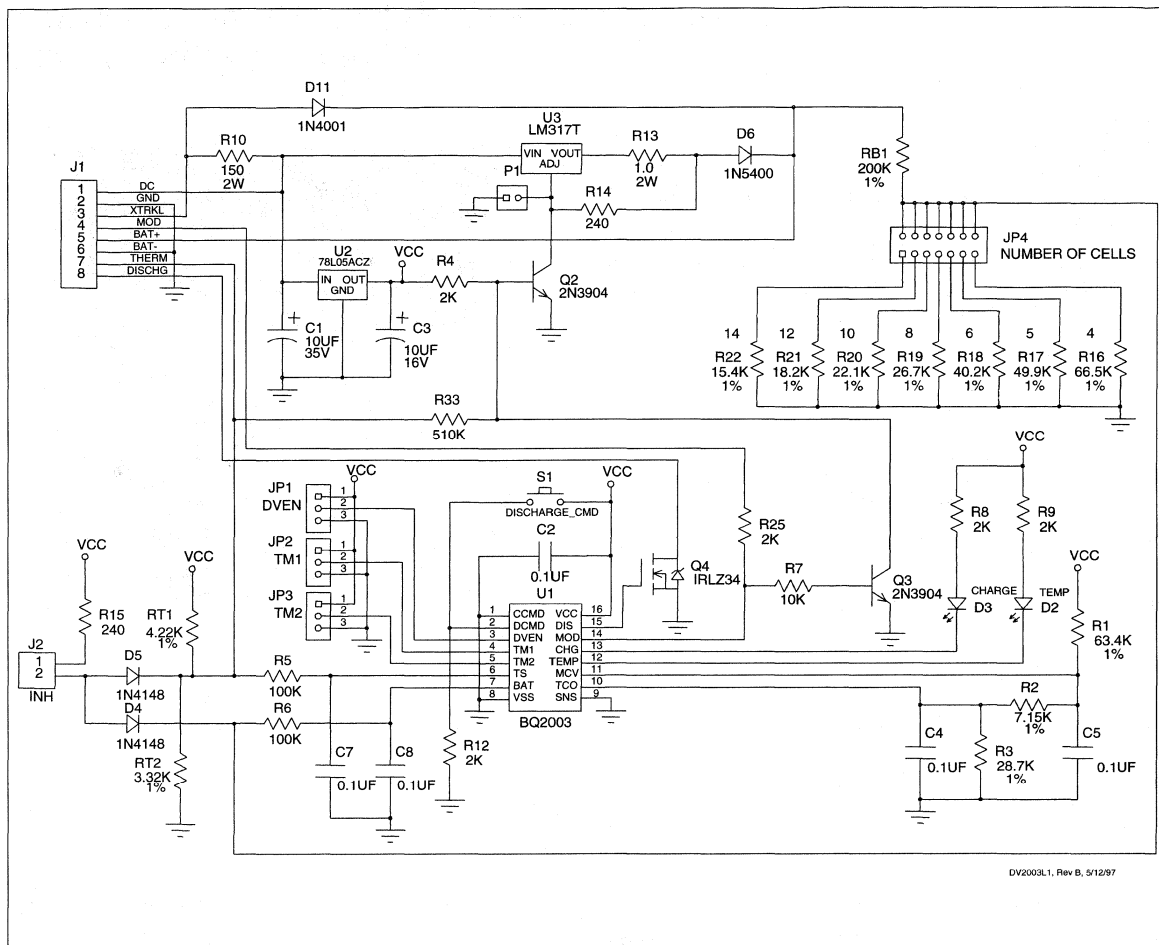 D11
1N4001
U3
LM317T
R10
150
2W
VIN VOUT
ADJ
R13
1.0
2W
D6
1N5400
P1
R14
240
RB1
200K
1%
J1
1 DC
2 GND
3 XTRKL
4 MOD
5 BAT+
6 BAT-
7 THERM
8 DISCHG
JP4
NUMBER OF CELLS
U2
78L05ACZ
IN OUT
GND
VCC
R4
2K
Q2
2N3904
+
C1
10UF
35V
+
C3
10UF
16V
14
R22
15.4K
1%
12
R21
18.2K
1%
10
R20
22.1K
1%
8
R19
26.7K
1%
6
R18
40.2K
1%
5
R17
49.9K
1%
4
R16
66.5K
1%
R33
510K
VCC
JP1
DVEN
1
2
3
JP2
TM1
1
2
3
JP3
TM2
1
2
3
S1
DISCHARGE_CMD
VCC
C2
0.1UF
R25
2K
Q4
IRLZ34
R7
10K
Q3
2N3904
VCC
R8
2K
R9
2K
CHARGE
D3
TEMP
D2
VCC
R1
63.4K
1%
U1
1 CCMD VCC 16
2 DCMD DIS 15
3 DVEN MOD 14
4 TM1 CHG 13
5 TM2 TEMP 12
6 TS MCV 11
7 BAT TCO 10
8 VSS SNS 9
BQ2003
VCC
R15
240
VCC
RT1
4.22K
1%
J2
1
2
INH
D5
1N4148
D4
1N4148
R5
100K
R6
100K
RT2
3.32K
1%
C7
0.1UF
C8
0.1UF
R12
2K
R2
7.15K
1%
C4
0.1UF
R3
28.7K
1%
C5
0.1UF
DV2003L1, Rev B, 5/12/97